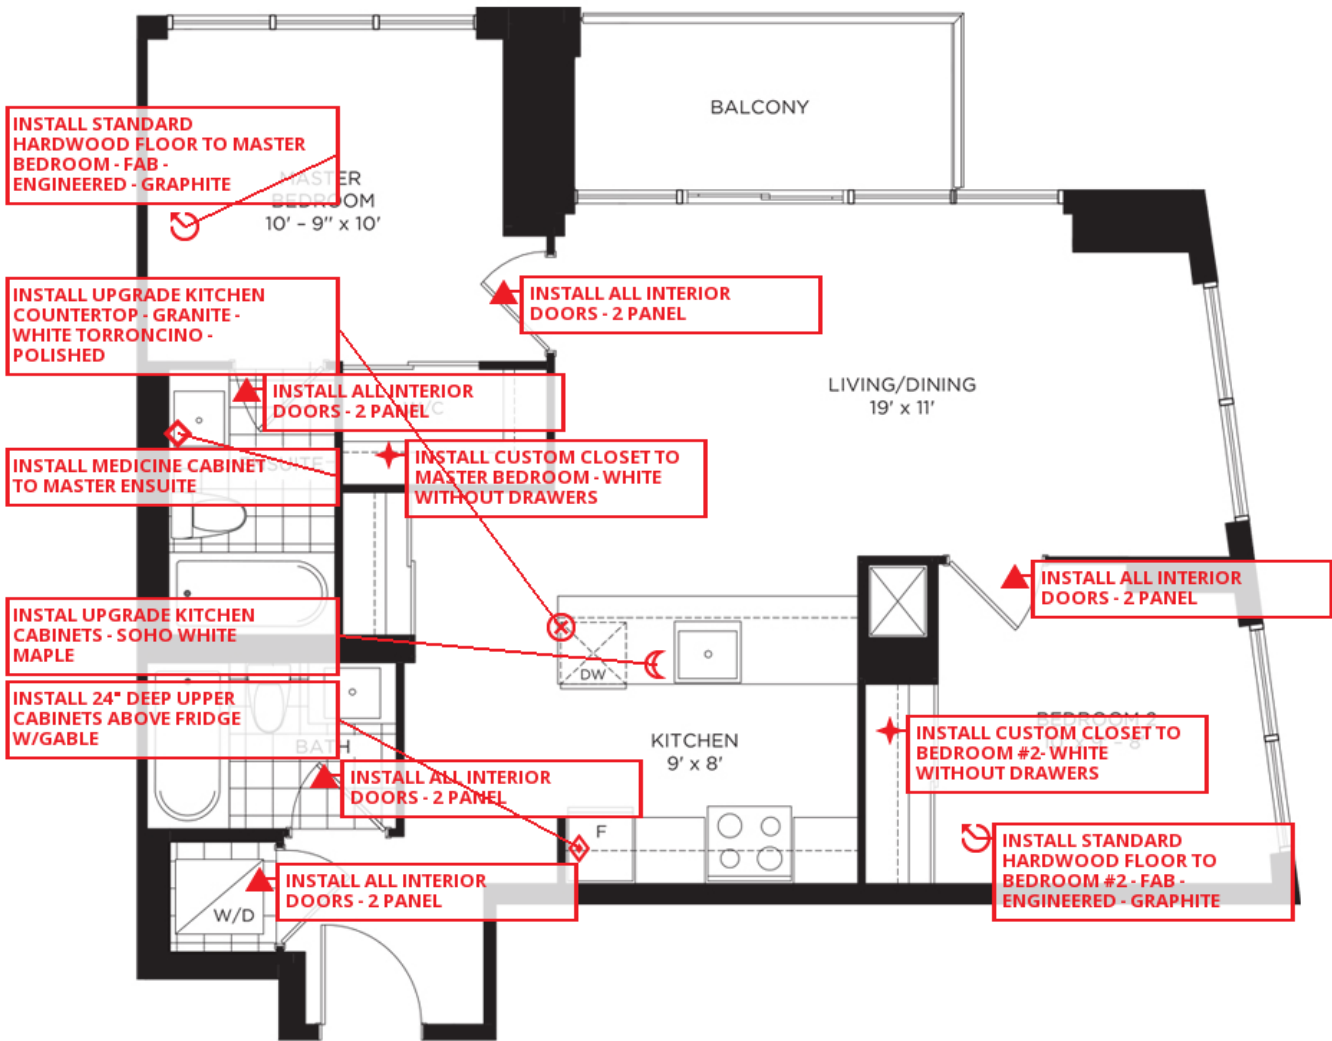 BALCONY
INSTALL STANDARD
HARDWOOD FLOOR TO MASTER
BEDROOM - FAB -
ENGINEERED - GRAPHITE
MASTER
BEDROOM
10' - 9" x 10'
INSTALL UPGRADE KITCHEN
COUNTERTOP - GRANITE -
WHITE TORRONCINO -
POLISHED
INSTALL ALL INTERIOR
DOORS - 2 PANEL
LIVING/DINING
19' x 11'
INSTALL ALL INTERIOR
DOORS - 2 PANEL
INSTALL MEDICINE CABINET
TO MASTER ENSUITE
INSTALL CUSTOM CLOSET TO
MASTER BEDROOM - WHITE
WITHOUT DRAWERS
INSTALL ALL INTERIOR
DOORS - 2 PANEL
INSTAL UPGRADE KITCHEN
CABINETS - SOHO WHITE
MAPLE
DW
INSTALL 24" DEEP UPPER
CABINETS ABOVE FRIDGE
W/GABLE
BATH
KITCHEN
9' x 8'
BEDROOM 2
INSTALL CUSTOM CLOSET TO
BEDROOM #2- WHITE
WITHOUT DRAWERS
INSTALL ALL INTERIOR
DOORS - 2 PANEL
F
INSTALL STANDARD
HARDWOOD FLOOR TO
BEDROOM #2 - FAB -
ENGINEERED - GRAPHITE
INSTALL ALL INTERIOR
DOORS - 2 PANEL
W/D